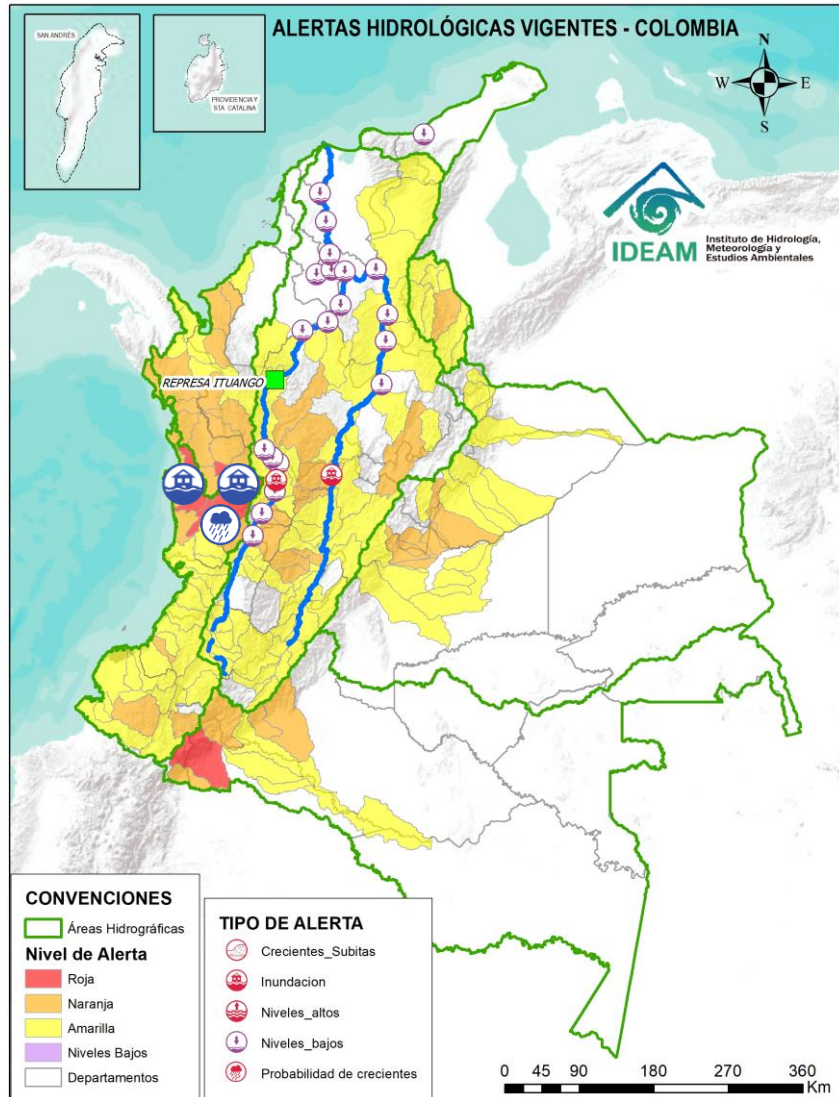 ALERTAS HIDROLÓGICAS VIGENTES - COLOMBIA
SAN ANDRÉS
PROVIDENCIA Y
STA. CATALINA
N
W
E
S
IDEAM
Instituto de Hidrología,
Meteorología y
Estudios Ambientales
REPRESA ITUANGO
CONVENCIONES
Áreas Hidrográficas
Nivel de Alerta
Roja
Naranja
Amarilla
Niveles Bajos
Departamentos
TIPO DE ALERTA
Crecientes_Subitas
Inundacion
Niveles_altos
Niveles_bajos
Probabilidad de crecientes
0 45 90 180 270 360
Km